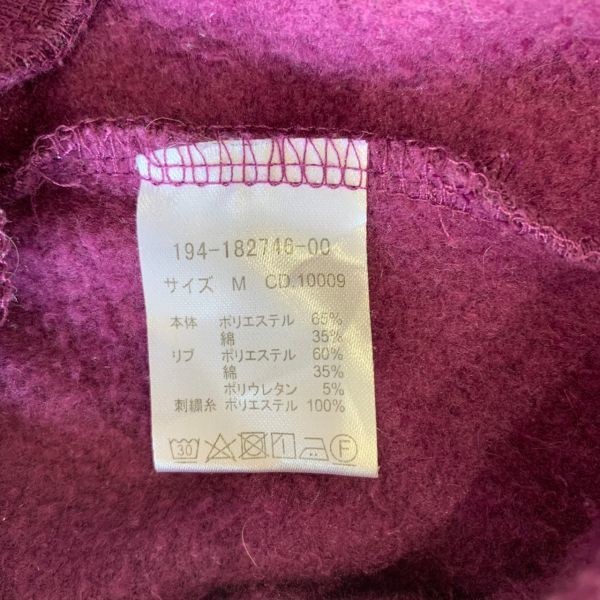 194-182746-00
サイズ M CD.10009
本体 ポリエステル 65%
綿 35%
リブ ポリエステル 60%
綿 35%
ポリウレタン 5%
刺繍糸 ポリエステル 100%
30 F